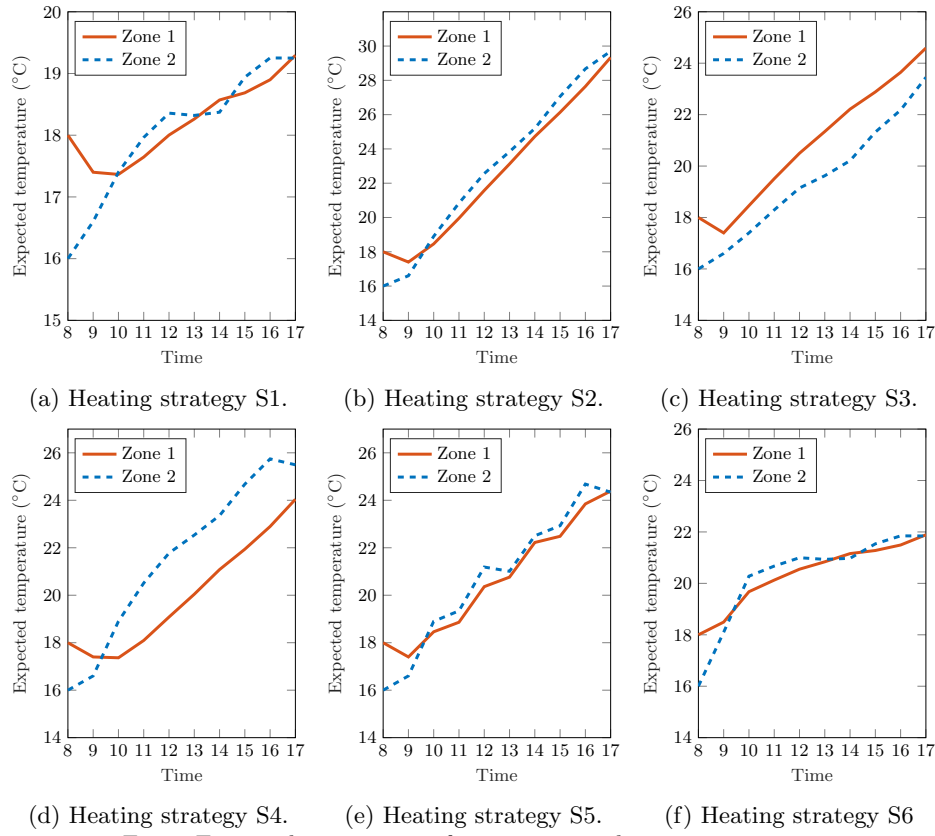 Zone 1
Zone 2
20
19
18
17
16
15
Expected temperature (°C)
8 9 10 11 12 13 14 15 16 17
Time
(a) Heating strategy S1.
Zone 1
Zone 2
30
28
26
24
22
20
18
16
14
Expected temperature (°C)
8 9 10 11 12 13 14 15 16 17
Time
(b) Heating strategy S2.
Zone 1
Zone 2
26
24
22
20
18
16
14
Expected temperature (°C)
8 9 10 11 12 13 14 15 16 17
Time
(c) Heating strategy S3.
Zone 1
Zone 2
26
24
22
20
18
16
14
Expected temperature (°C)
8 9 10 11 12 13 14 15 16 17
Time
(d) Heating strategy S4.
Zone 1
Zone 2
26
24
22
20
18
16
14
Expected temperature (°C)
8 9 10 11 12 13 14 15 16 17
Time
(e) Heating strategy S5.
Zone 1
Zone 2
26
24
22
20
18
16
14
Expected temperature (°C)
8 9 10 11 12 13 14 15 16 17
Time
(f) Heating strategy S6